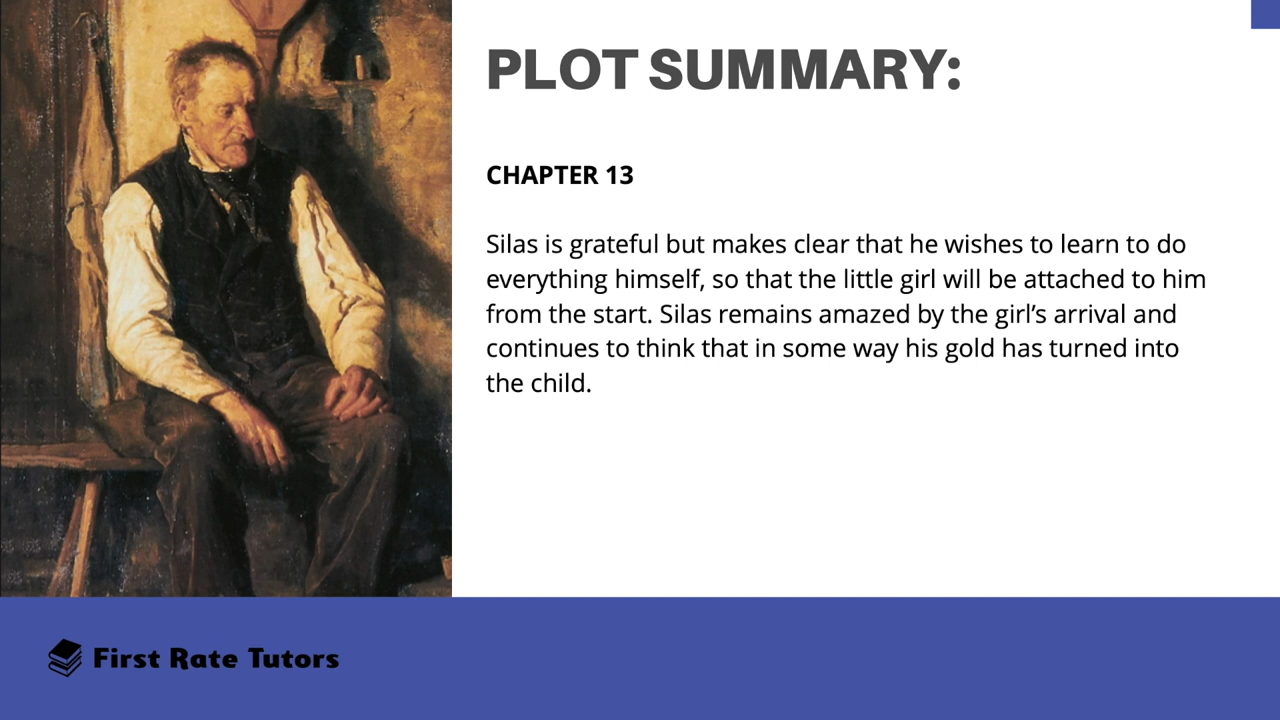 PLOT SUMMARY:
CHAPTER 13
Silas is grateful but makes clear that he wishes to learn to do
everything himself, so that the little girl will be attached to him
from the start. Silas remains amazed by the girl’s arrival and
continues to think that in some way his gold has turned into
the child.
First Rate Tutors